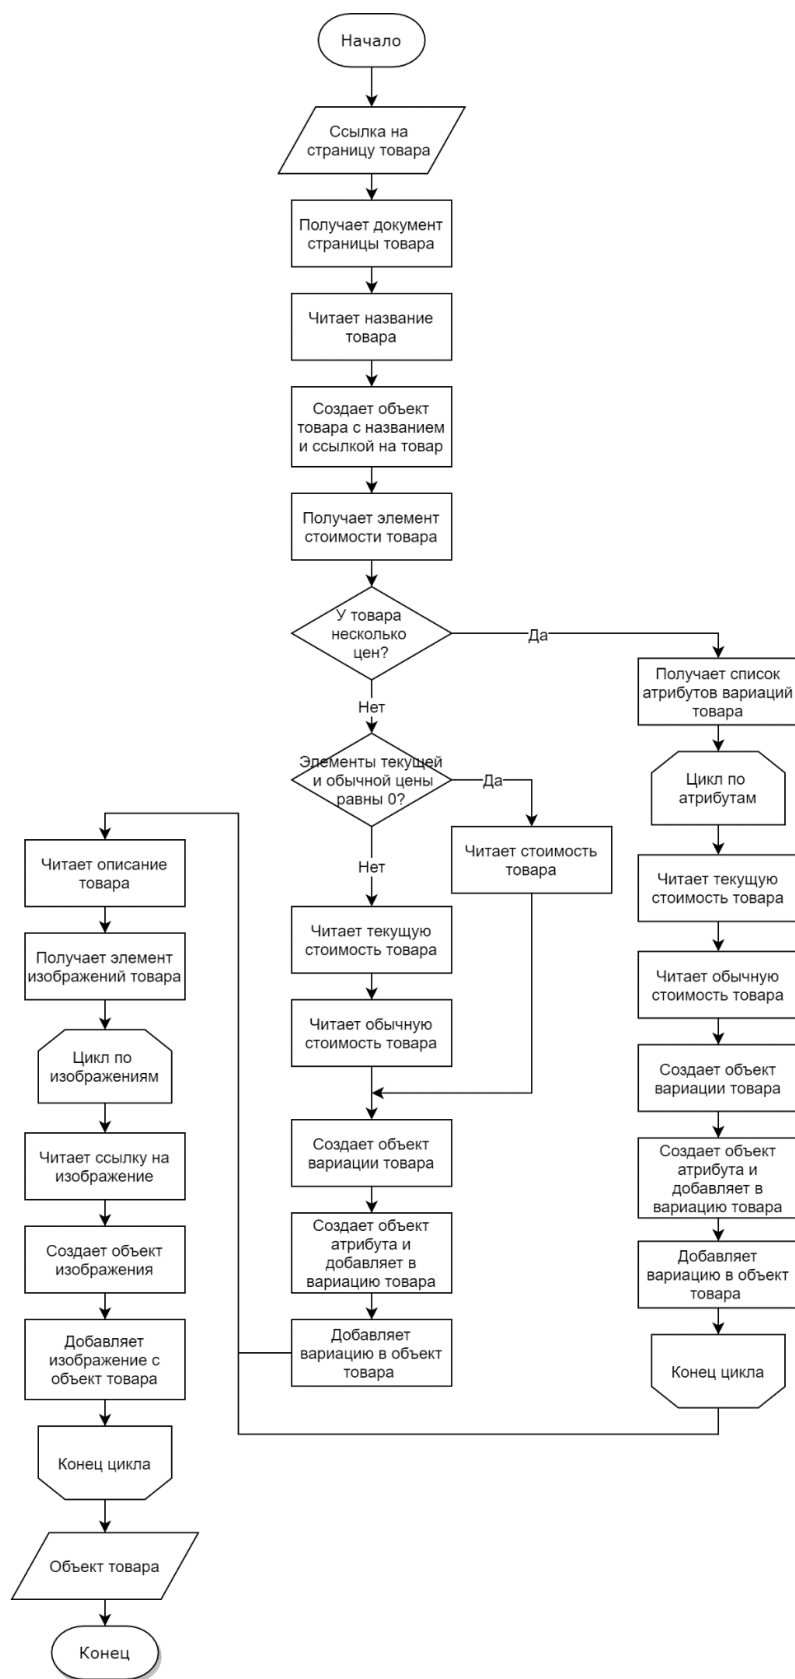 Начало
Ссылка на
страницу товара
Получает документ
страницы товара
Читает название
товара
Создает объект
товара с названием
и ссылкой на товар
Получает элемент
стоимости товара
У товара
несколько
цен?
Да
Нет
Получает список
атрибутов вариаций
товара
Цикл по
атрибутам
Читает текущую
стоимость товара
Читает обычную
стоимость товара
Создает объект
вариации товара
Создает объект
атрибута и
добавляет в
вариацию товара
Добавляет
вариацию в объект
товара
Конец цикла
Элементы текущей
и обычной цены
равны 0?
Да
Нет
Читает стоимость
товара
Читает текущую
стоимость товара
Читает обычную
стоимость товара
Создает объект
вариации товара
Создает объект
атрибута и
добавляет в
вариацию товара
Добавляет
вариацию в объект
товара
Читает описание
товара
Получает элемент
изображений товара
Цикл по
изображениям
Читает ссылку на
изображение
Создает объект
изображения
Добавляет
изображение с
объект товара
Конец цикла
Объект товара
Конец